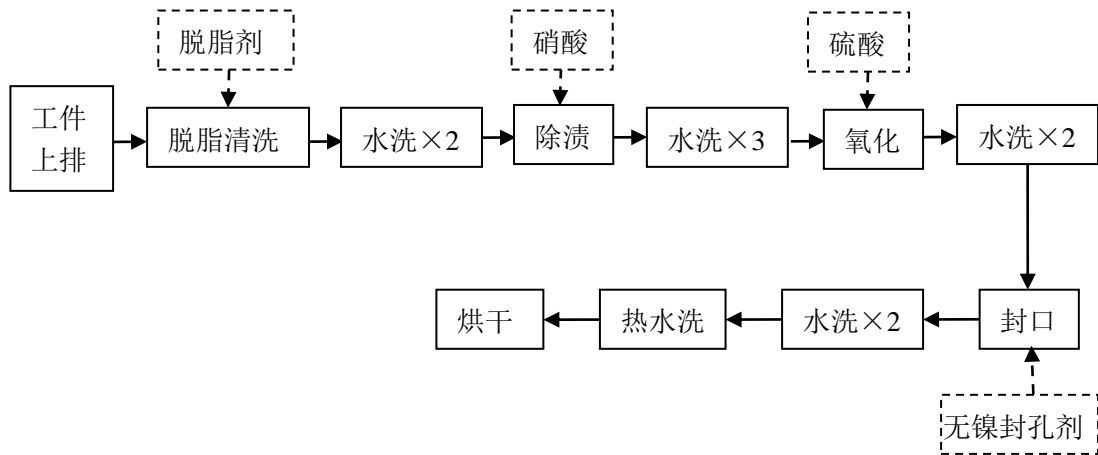 脱脂剂
硝酸
硫酸
工件
上排
脱脂清洗
水洗×2
除渍
水洗×3
氧化
水洗×2
烘干
热水洗
水洗×2
封口
无镍封孔剂